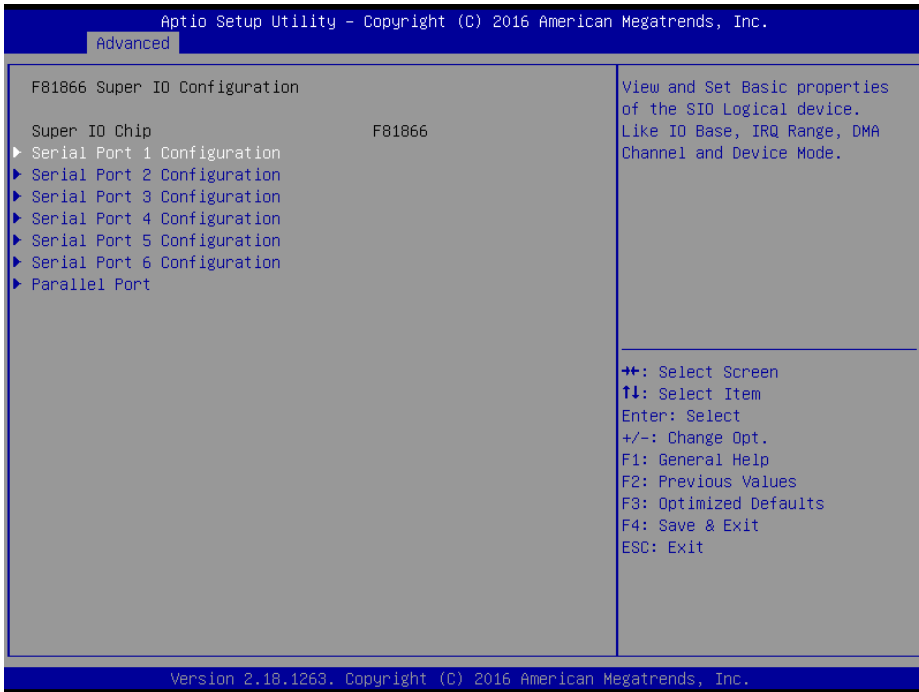 Aptio Setup Utility – Copyright (C) 2016 American Megatrends, Inc.
Advanced
F81866 Super IO Configuration
Super IO Chip F81866
Serial Port 1 Configuration
Serial Port 2 Configuration
Serial Port 3 Configuration
Serial Port 4 Configuration
Serial Port 5 Configuration
Serial Port 6 Configuration
Parallel Port
View and Set Basic properties
of the SIO Logical device.
Like IO Base, IRQ Range, DMA
Channel and Device Mode.
→←: Select Screen
↑↓: Select Item
Enter: Select
+/-: Change Opt.
F1: General Help
F2: Previous Values
F3: Optimized Defaults
F4: Save & Exit
ESC: Exit
Version 2.18.1263. Copyright (C) 2016 American Megatrends, Inc.